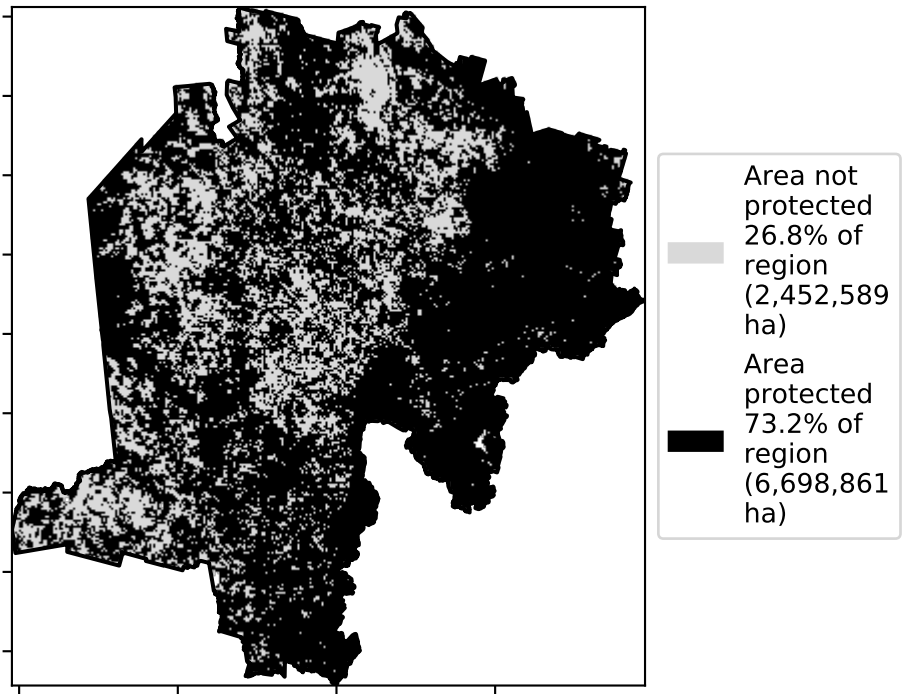 Area not
protected
26.8% of
region
(2,452,589
ha)
Area
protected
73.2% of
region
(6,698,861
ha)